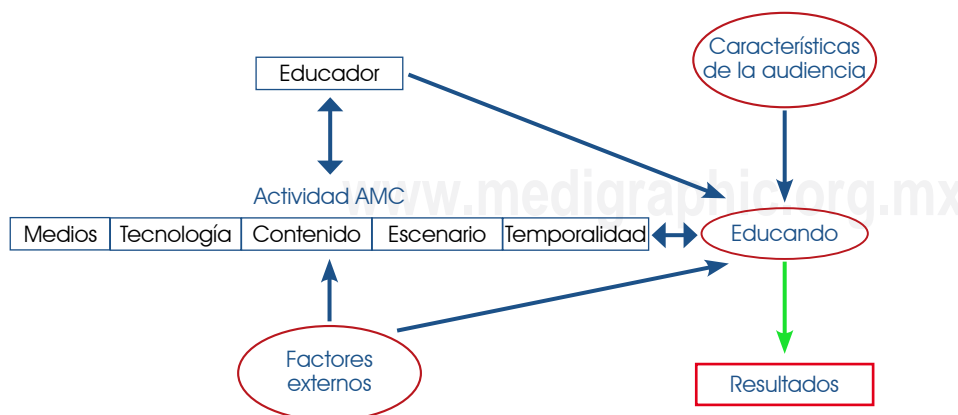 Características
de la audiencia
Educador
www.medigraphic.org.mx
Actividad AMC
Medios Tecnología Contenido Escenario Temporalidad
Educando
Factores
externos
Resultados